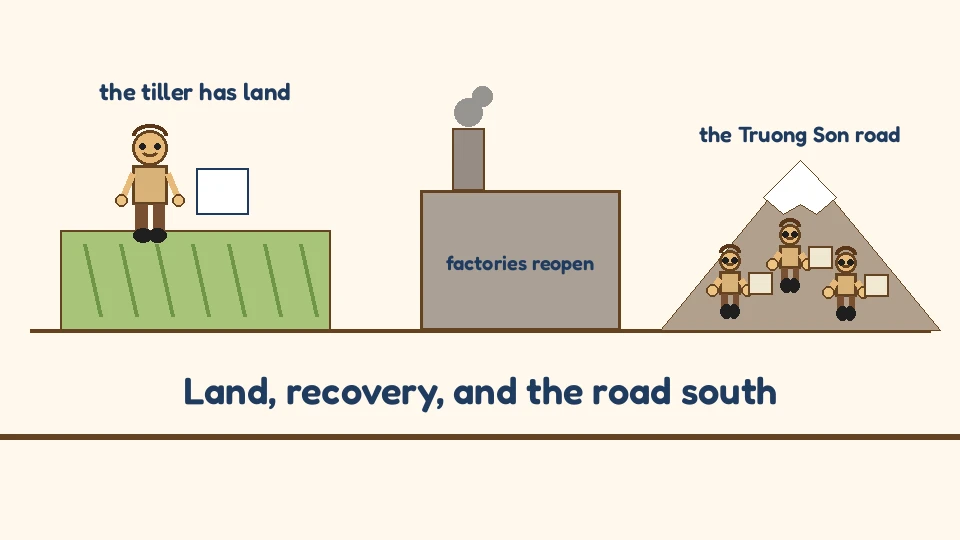 the tiller has land
the Truong Son road
factories reopen
Land, recovery, and the road south